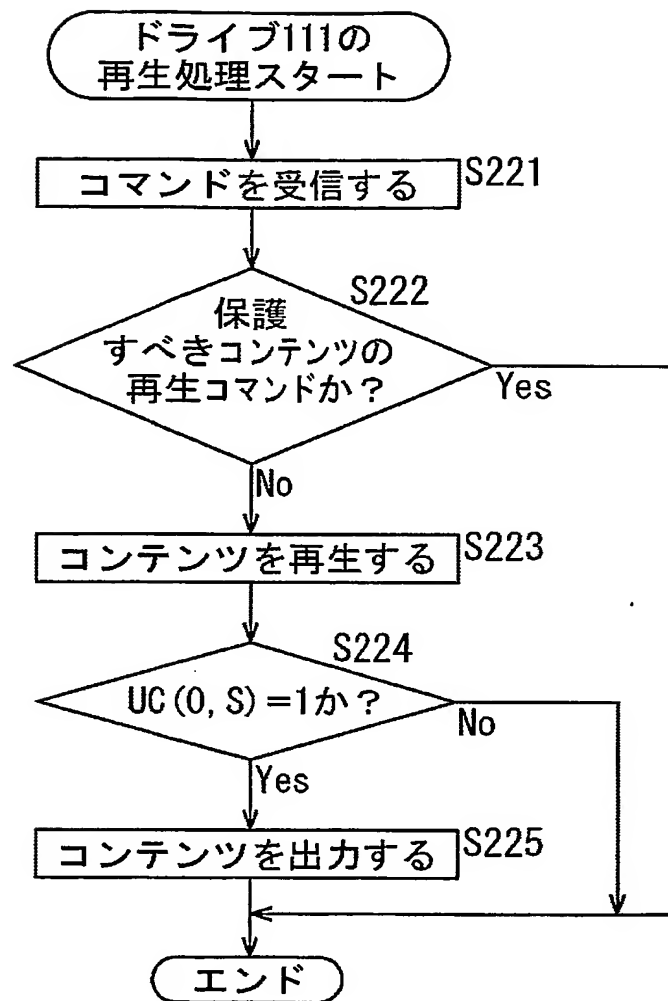 ドライブ111の
再生処理スタート
コマンドを受信する
S221
S222
保護
すべきコンテンツの
再生コマンドか?
Yes
No
コンテンツを再生する
S223
S224
UC(O,S)=1か?
No
Yes
コンテンツを出力する
S225
エンド